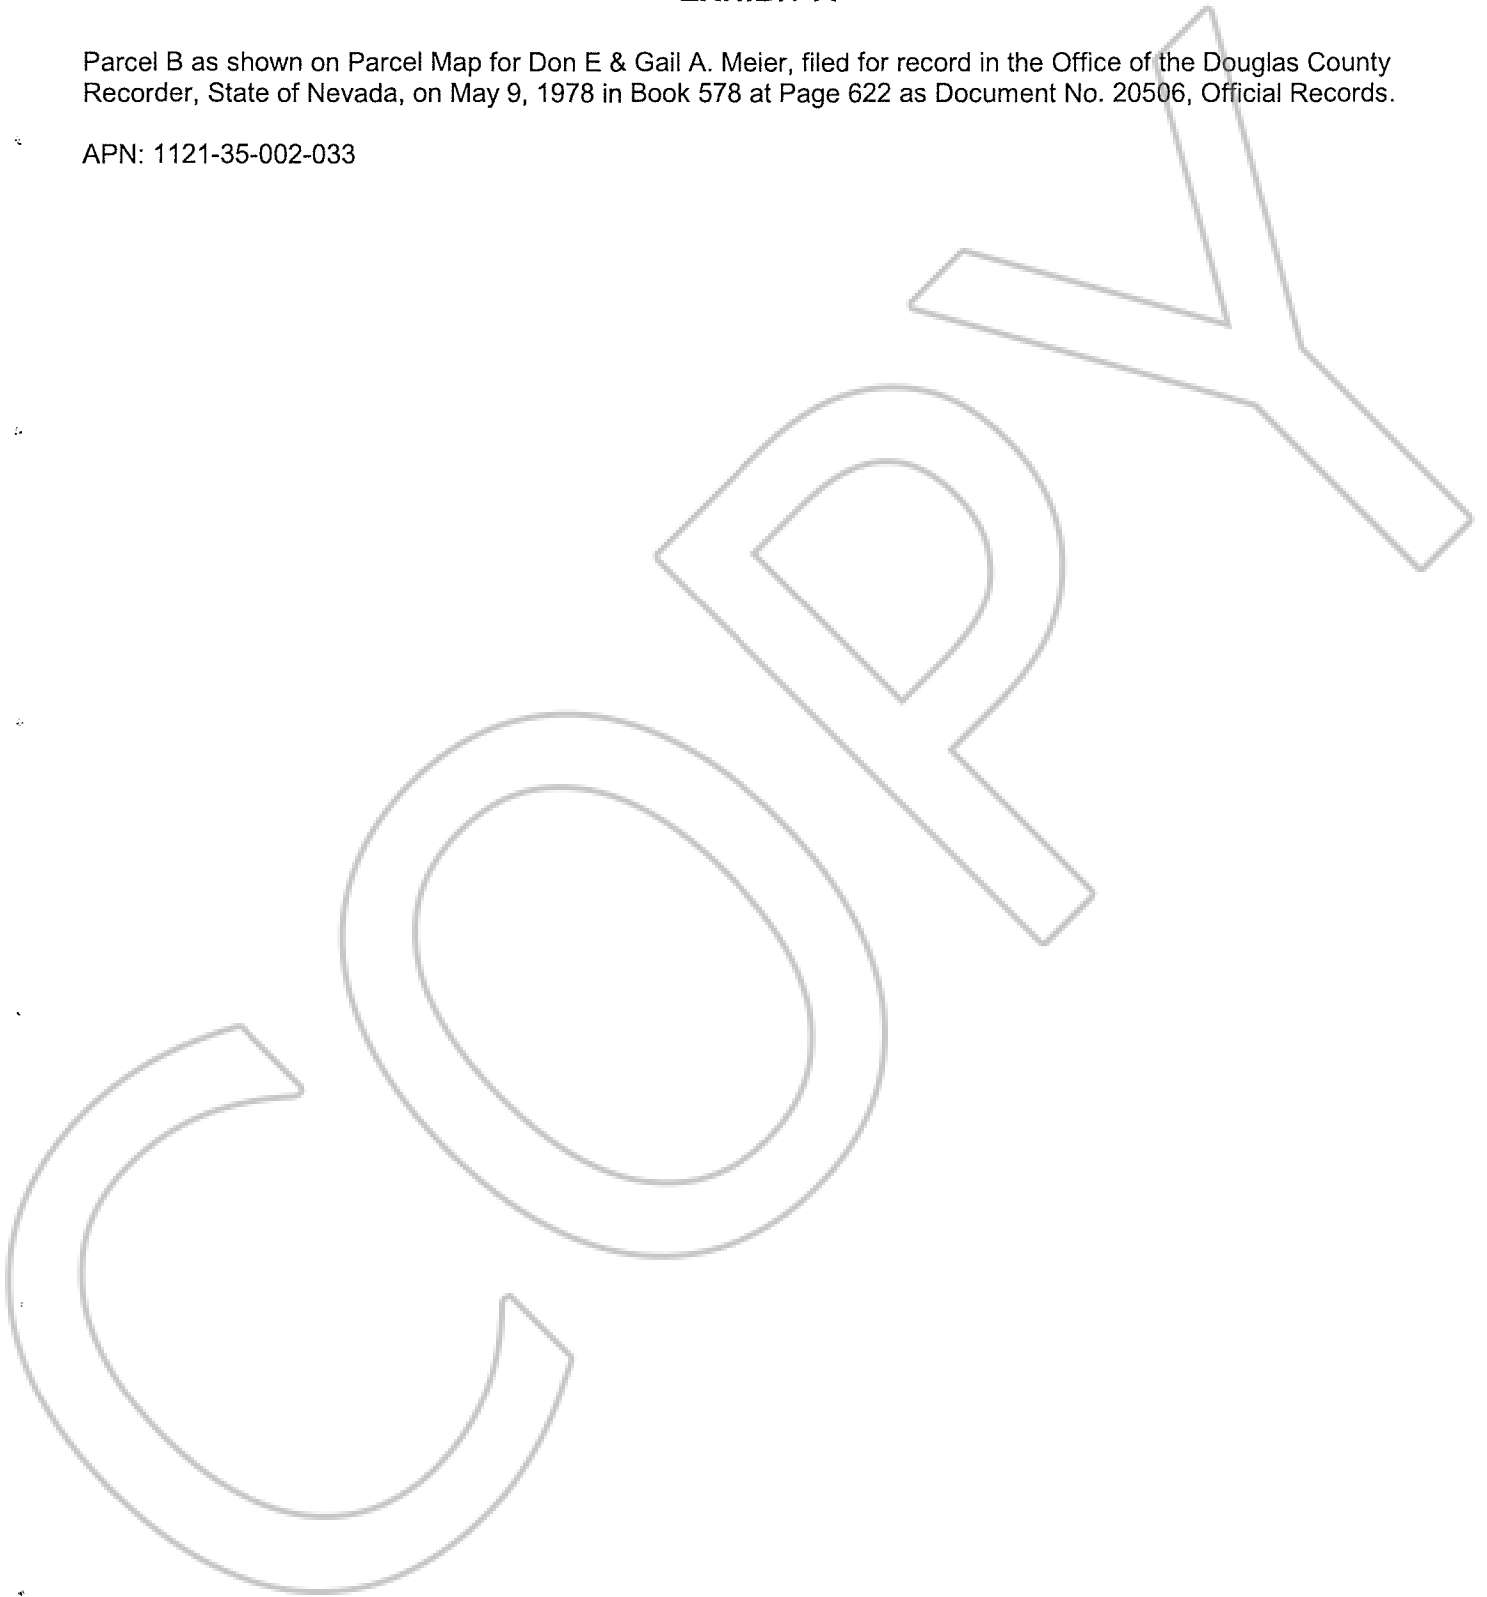 Parcel B as shown on Parcel Map for Don E & Gail A. Meier, filed for record in the Office of the Douglas County
Recorder, State of Nevada, on May 9, 1978 in Book 578 at Page 622 as Document No. 20506, Official Records.
APN: 1121-35-002-033
COPY